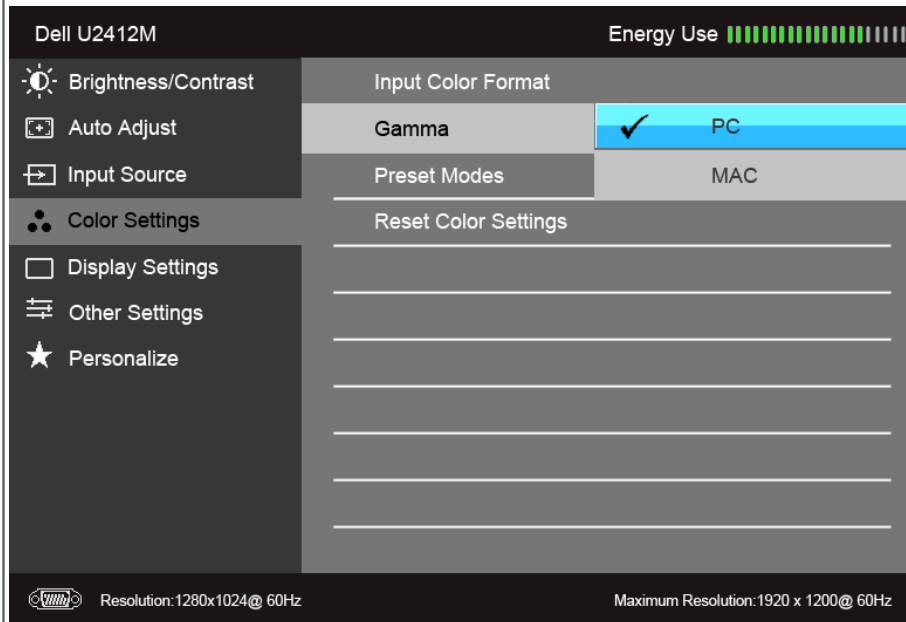 Dell U2412M
Energy Use
Brightness/Contrast
Auto Adjust
Input Source
Color Settings
Display Settings
Other Settings
Personalize
Input Color Format
Gamma
Preset Modes
Reset Color Settings
PC
MAC
Resolution:1280x1024@ 60Hz
Maximum Resolution:1920 x 1200@ 60Hz